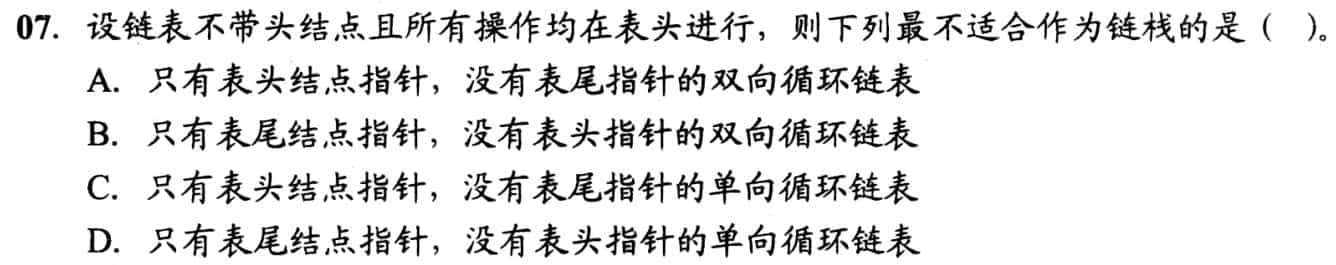 07. 设链表不带头结点且所有操作均在表头进行，则下列最不适合作为链栈的是（ ）。
A. 只有表头结点指针，没有表尾指针的双向循环链表
B. 只有表尾结点指针，没有表头指针的双向循环链表
C. 只有表头结点指针，没有表尾指针的单向循环链表
D. 只有表尾结点指针，没有表头指针的单向循环链表